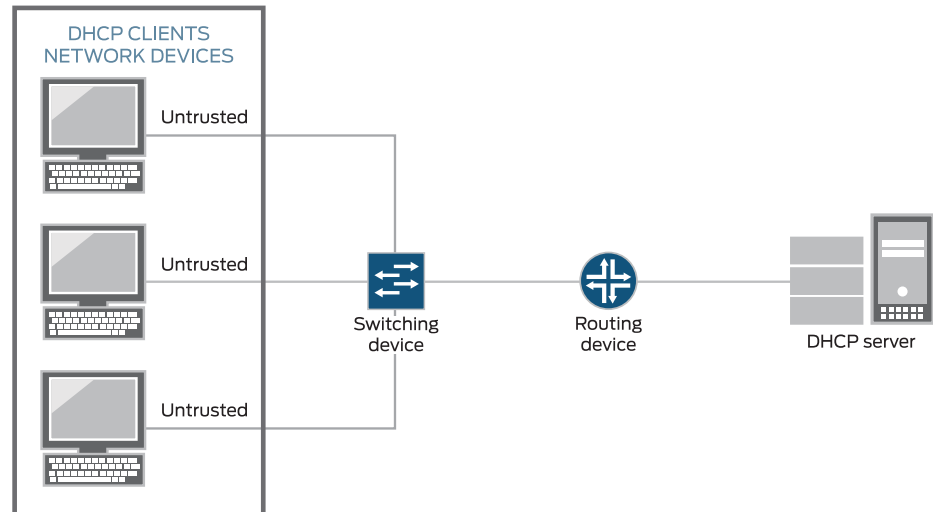 DHCP CLIENTS
NETWORK DEVICES
Untrusted
Untrusted
Untrusted
Switching
device
Routing
device
DHCP server